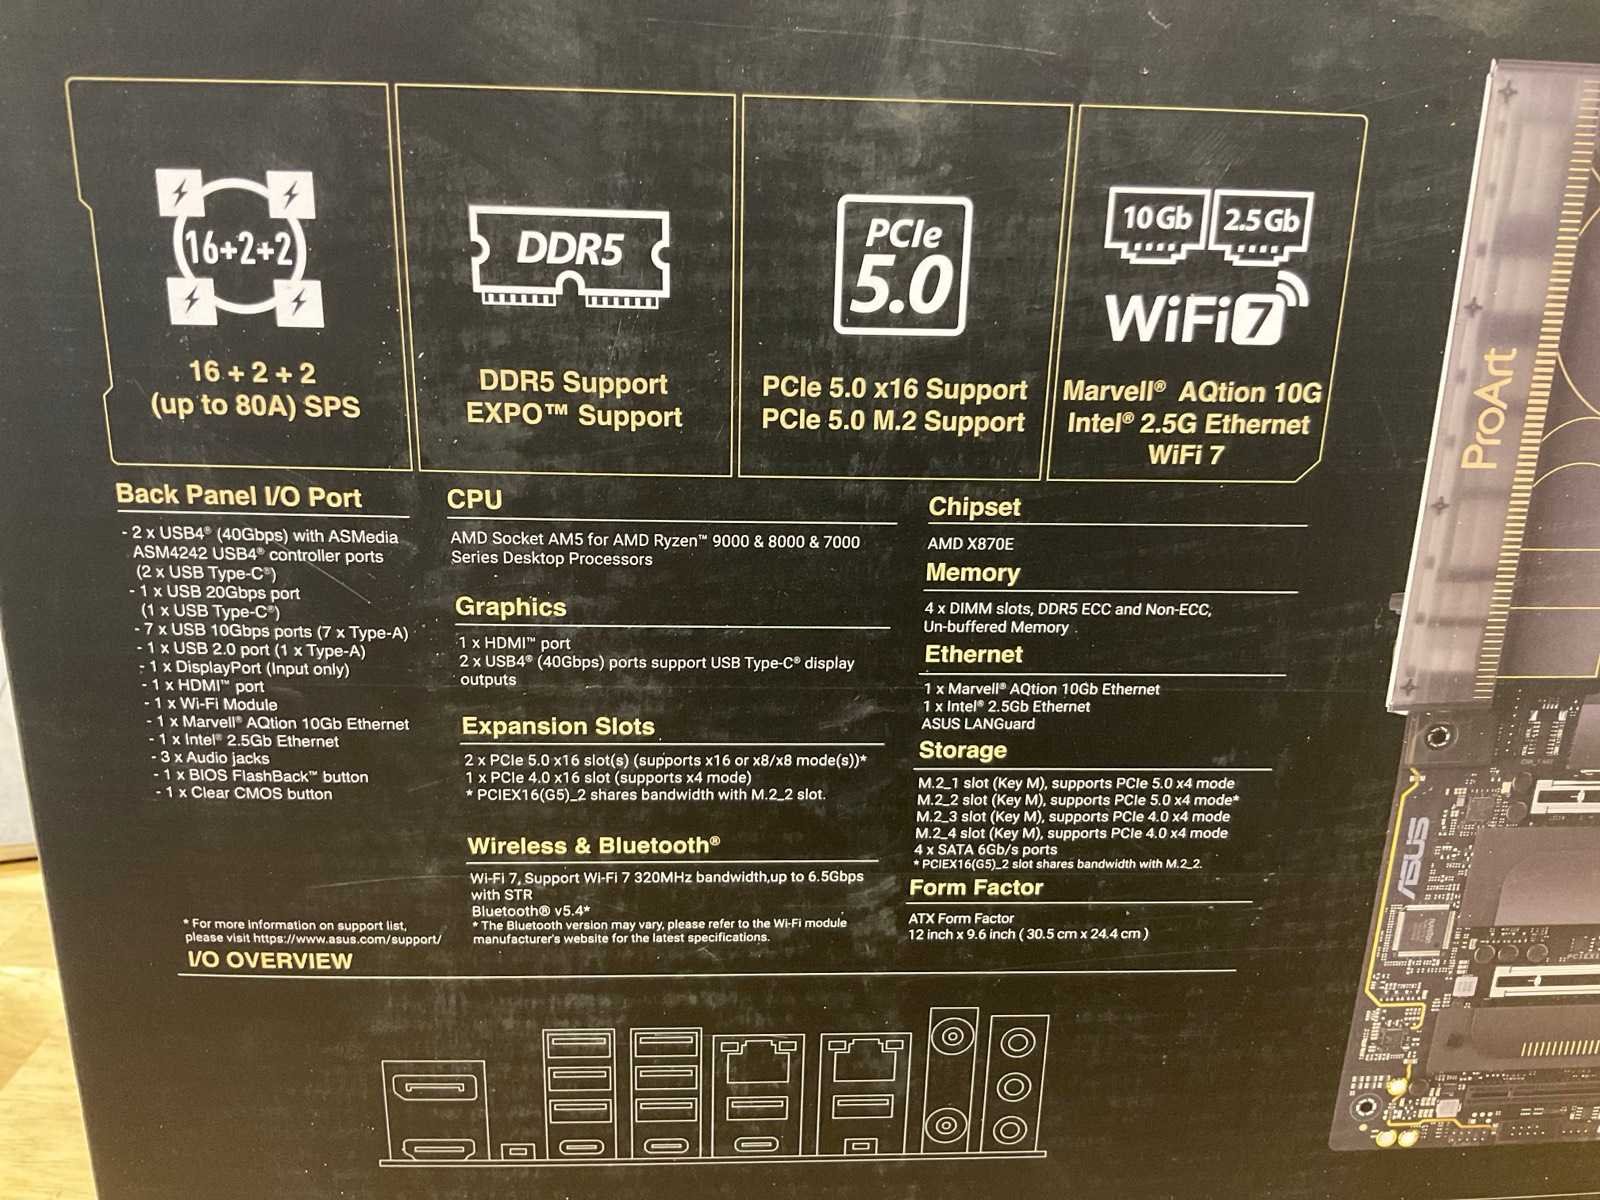 16+2+2
DDR5
PCIe
5.0
10Gb 2.5Gb
WiFi 7
16 + 2 + 2
(up to 80A) SPS
DDR5 Support
EXPO™ Support
PCIe 5.0 x16 Support
PCIe 5.0 M.2 Support
Marvell® AQtion 10G
Intel® 2.5G Ethernet
WiFi 7
Back Panel I/O Port
- 2 x USB4® (40Gbps) with ASMedia
ASM4242 USB4® controller ports
(2 x USB Type-C®)
- 1 x USB 20Gbps port
(1 x USB Type-C®)
- 7 x USB 10Gbps ports (7 x Type-A)
- 1 x USB 2.0 port (1 x Type-A)
- 1 x DisplayPort (Input only)
- 1 x HDMI™ port
- 1 x Wi-Fi Module
- 1 x Marvell® AQtion 10Gb Ethernet
- 1 x Intel® 2.5Gb Ethernet
- 3 x Audio jacks
- 1 x BIOS FlashBack™ button
- 1 x Clear CMOS button
* For more information on support list,
please visit https://www.asus.com/support/
CPU
AMD Socket AM5 for AMD Ryzen™ 9000 & 8000 & 7000
Series Desktop Processors
Graphics
1 x HDMI™ port
2 x USB4® (40Gbps) ports support USB Type-C® display
outputs
Expansion Slots
2 x PCIe 5.0 x16 slot(s) (supports x16 or x8/x8 mode(s))*
1 x PCIe 4.0 x16 slot (supports x4 mode)
* PCIEX16(G5)_2 shares bandwidth with M.2_2 slot.
Wireless & Bluetooth®
Wi-Fi 7, Support Wi-Fi 7 320MHz bandwidth,up to 6.5Gbps
with STR
Bluetooth® v5.4*
* The Bluetooth version may vary, please refer to the Wi-Fi module
manufacturer's website for the latest specifications.
Chipset
AMD X870E
Memory
4 x DIMM slots, DDR5 ECC and Non-ECC,
Un-buffered Memory
Ethernet
1 x Marvell® AQtion 10Gb Ethernet
1 x Intel® 2.5Gb Ethernet
ASUS LANGuard
Storage
M.2_1 slot (Key M), supports PCIe 5.0 x4 mode
M.2_2 slot (Key M), supports PCIe 5.0 x4 mode*
M.2_3 slot (Key M), supports PCIe 4.0 x4 mode
M.2_4 slot (Key M), supports PCIe 4.0 x4 mode
4 x SATA 6Gb/s ports
* PCIEX16(G5)_2 slot shares bandwidth with M.2_2.
Form Factor
ATX Form Factor
12 inch x 9.6 inch ( 30.5 cm x 24.4 cm )
I/O OVERVIEW
ProArt
ASUS